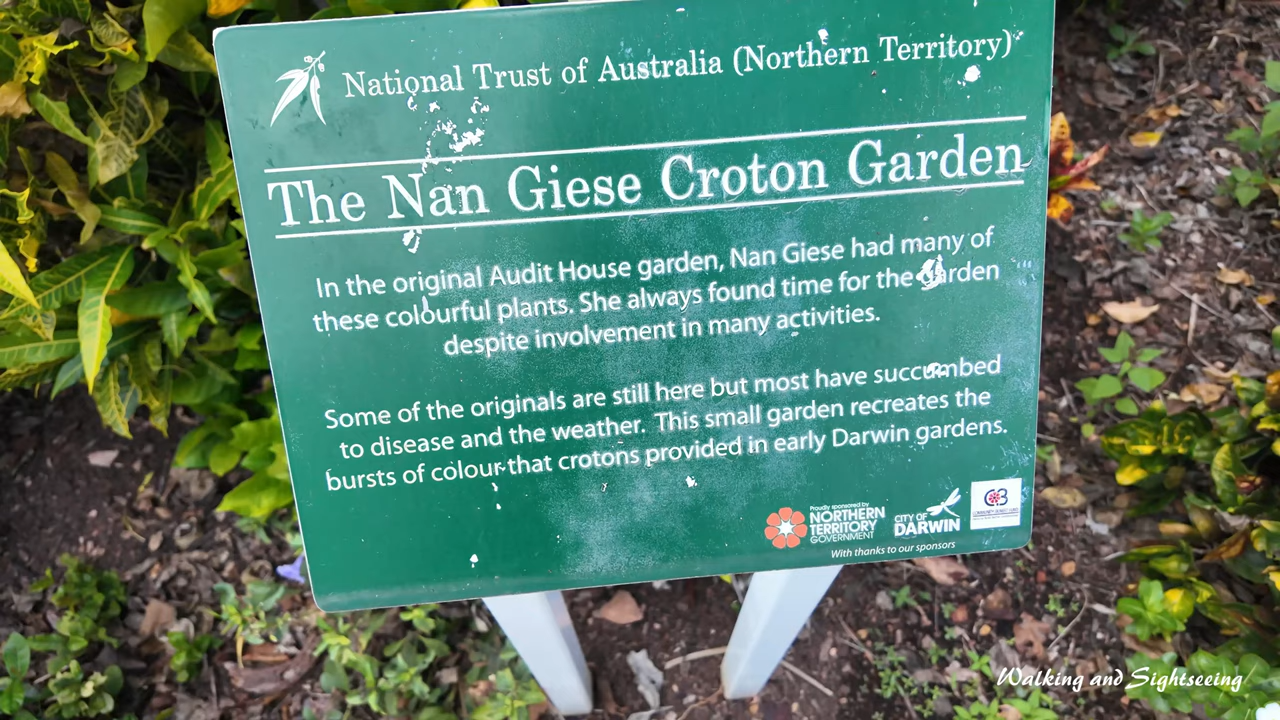 National Trust of Australia (Northern Territory)
The Nan Giese Croton Garden
In the original Audit House garden, Nan Giese had many of
these colourful plants. She always found time for the garden
despite involvement in many activities.
Some of the originals are still here but most have succumbed
to disease and the weather. This small garden recreates the
bursts of colour that crotons provided in early Darwin gardens.
Proudly sponsored by
NORTHERN
TERRITORY
GOVERNMENT
CITY OF
DARWIN
With thanks to our sponsors
Walking and Sightseeing